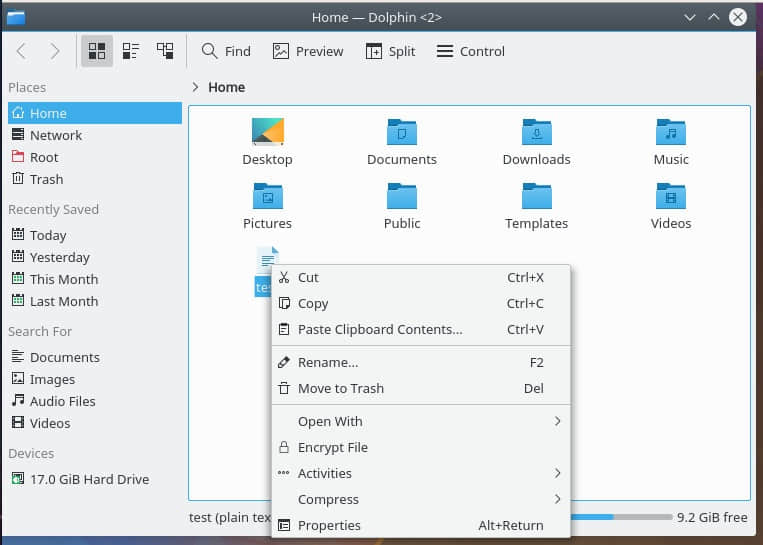 Home — Dolphin <2>
Find Preview Split Control
Places
Home
Network
Root
Trash
Recently Saved
Today
Yesterday
This Month
Last Month
Search For
Documents
Images
Audio Files
Videos
Devices
17.0 GiB Hard Drive
Home
Desktop Documents Downloads Music
Pictures Public Templates Videos
Cut Ctrl+X
Copy Ctrl+C
Paste Clipboard Contents... Ctrl+V
Rename... F2
Move to Trash Del
Open With
Encrypt File
Activities
Compress
Properties Alt+Return
test (plain 9.2 GiB free